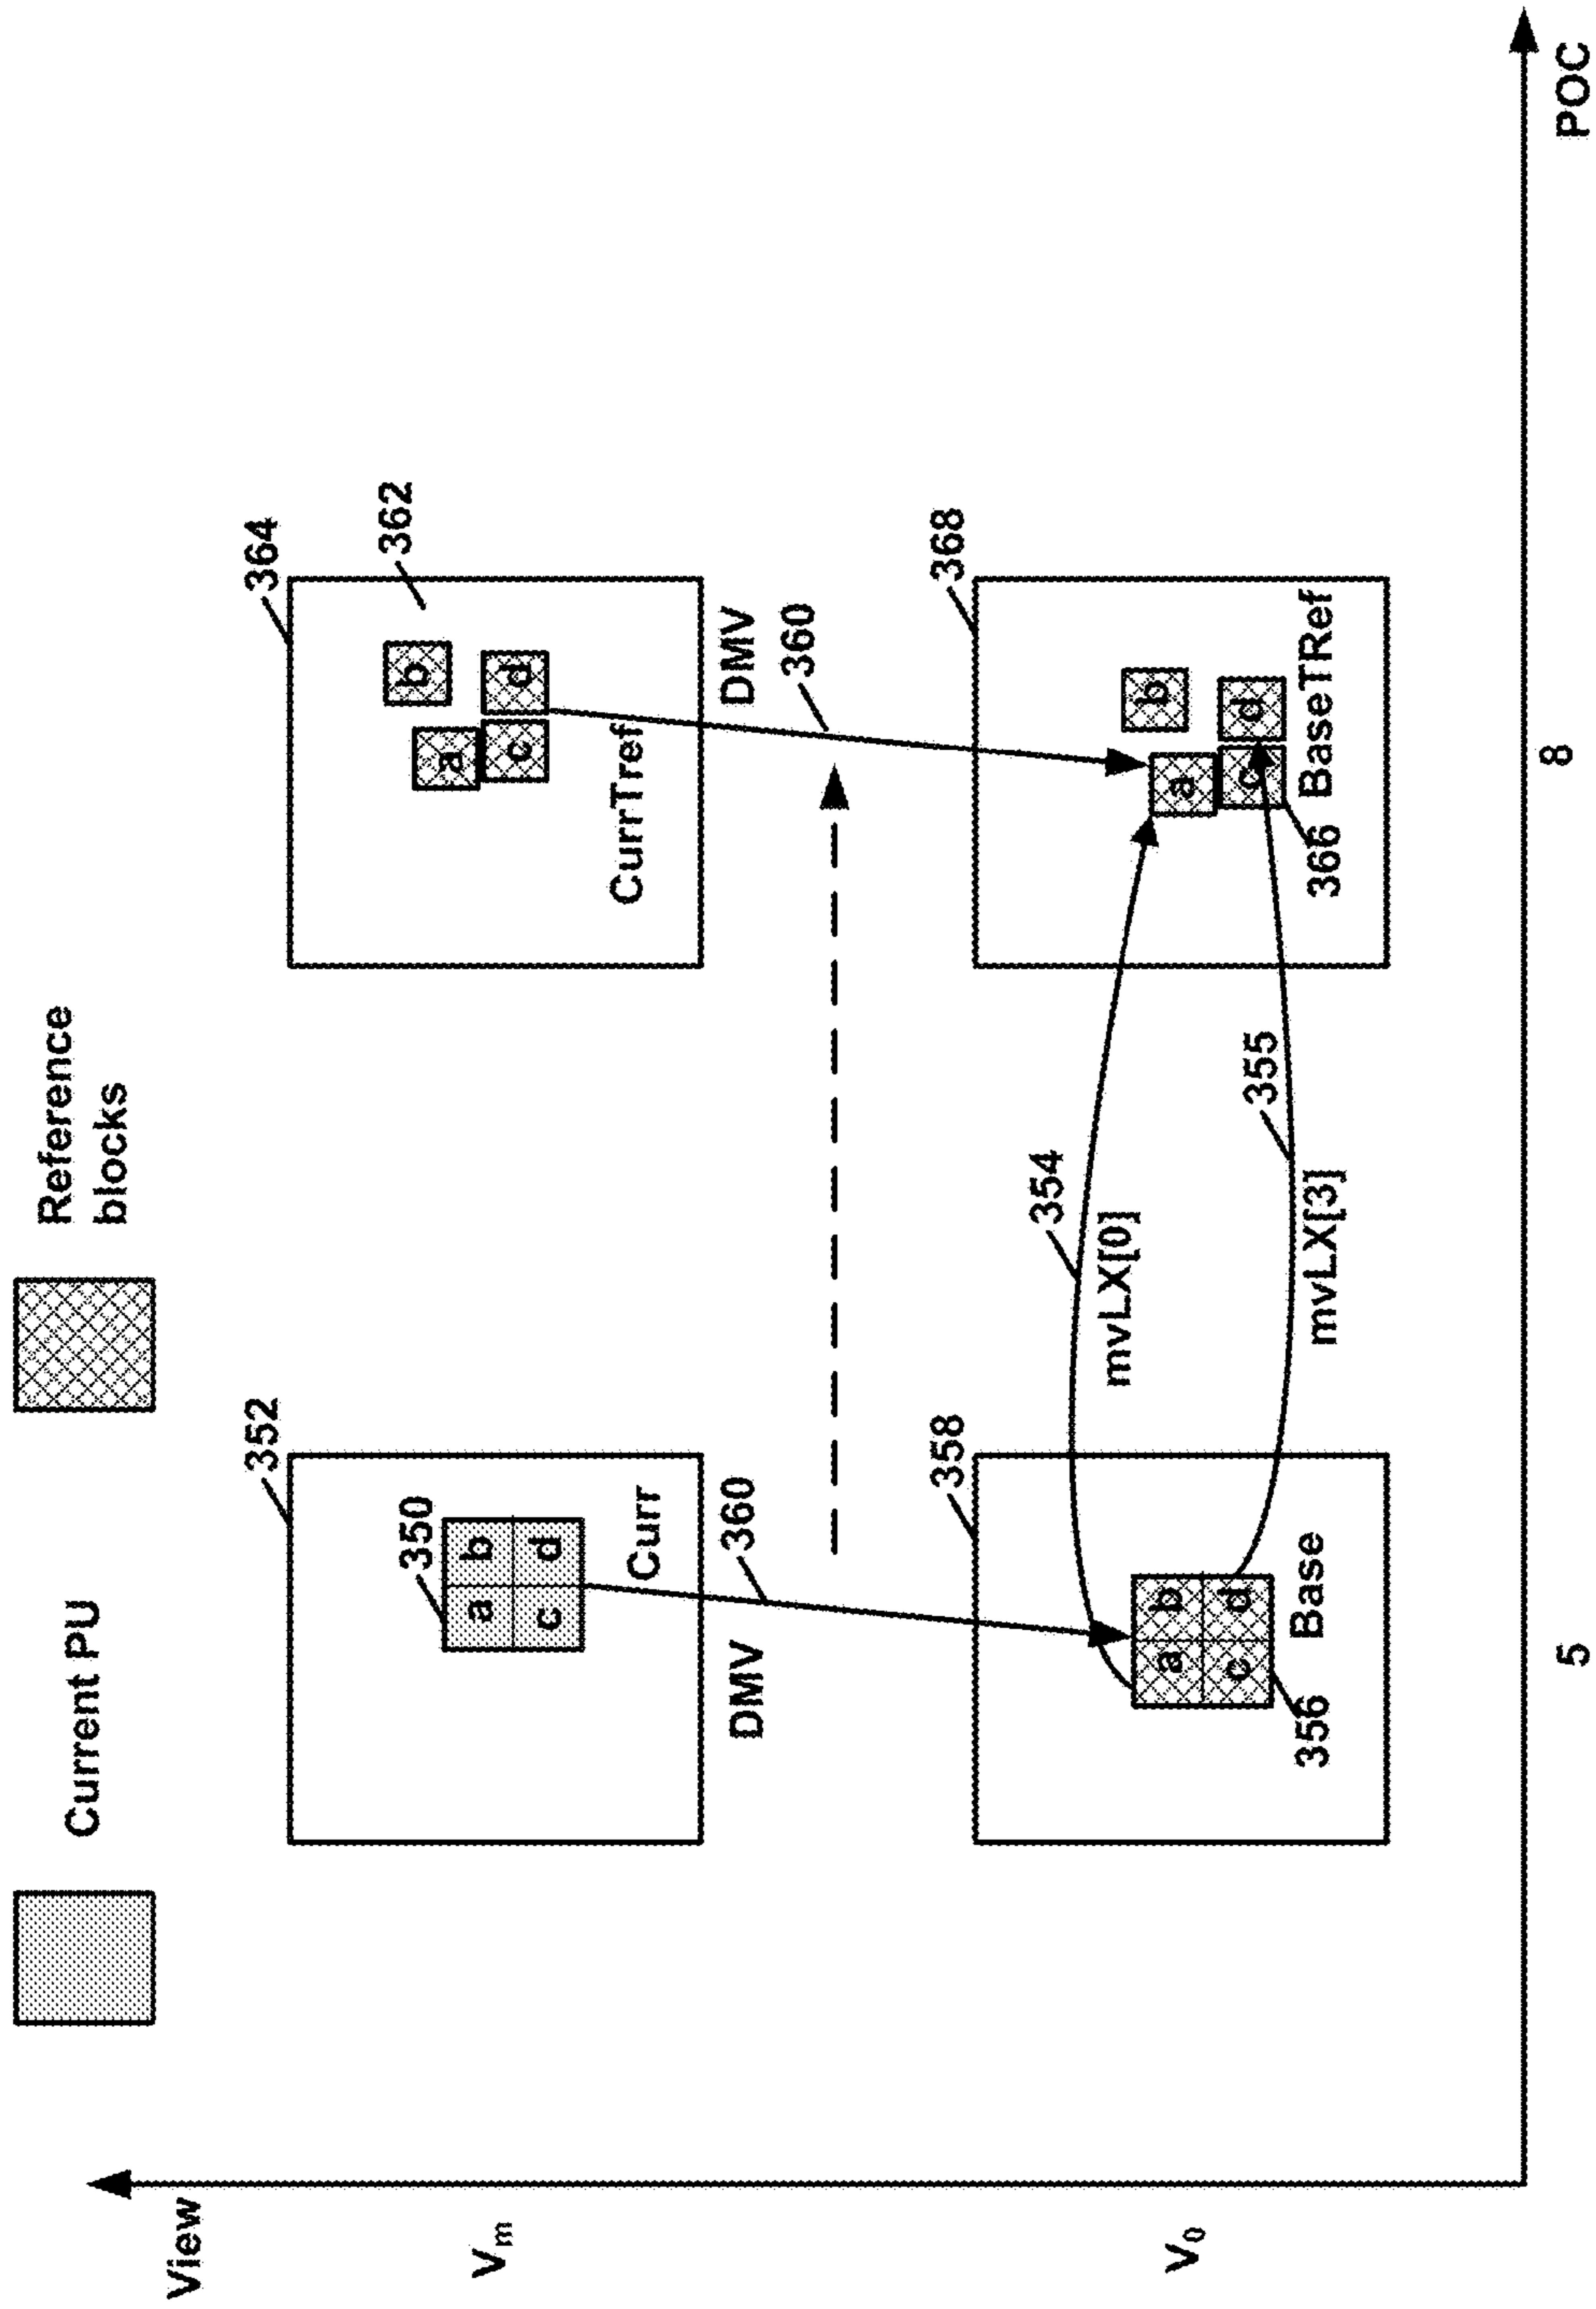 Current PU
Reference
blocks
View
Vm
V0
352
350
a b
c d
Curr
364
362
a b
c d
CurrTref
DMV
360
DMV
360
358
a b
c d
Base
356
354
mvLX[0]
355
mvLX[3]
368
a b
c d
BaseTRef
366
5
8
POC